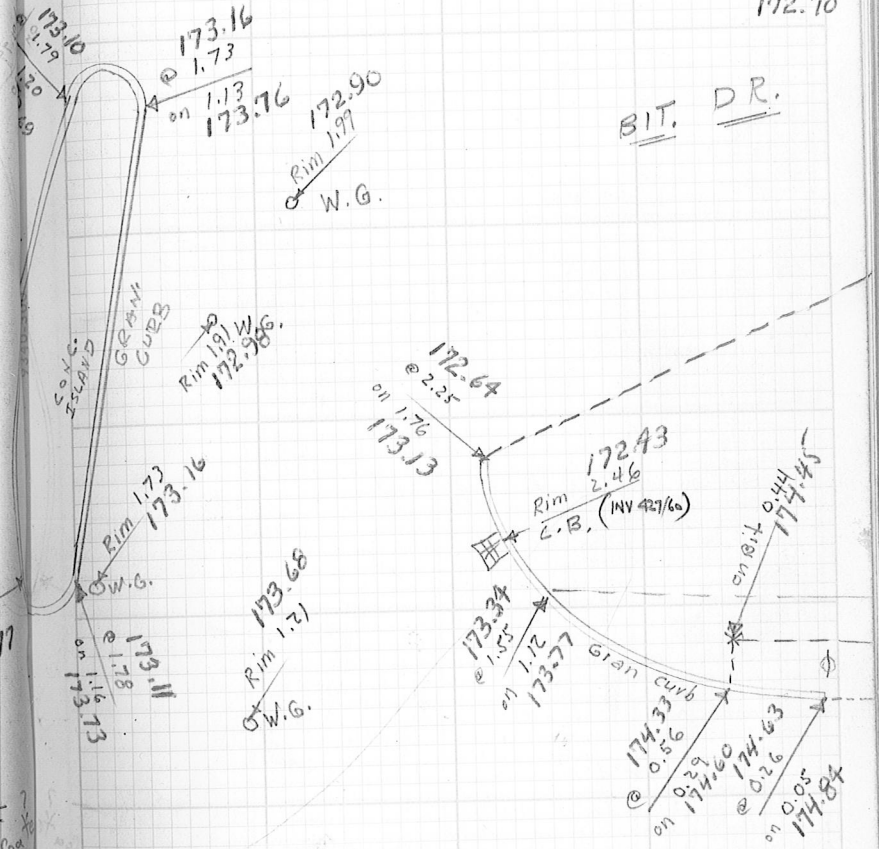 172.70
173.10
@ 1.79
1.20
173.16
@ 1.73
on 1.13
173.76
172.90
Rim 1.99
W.G.
BIT. DR.
CONC.
ISLAND
GRAN.
CURB
W.G.
Rim 1.91
172.98
172.64
@ 2.25
on 1.76
173.13
172.43
Rim 2.46
C.B. (INV 427/60)
on Bit 0.44
174.45
Rim 1.73
173.16
W.G.
173.11
@ 1.78
on 1.16
173.73
173.68
Rim 1.21
W.G.
173.34
@ 1.55
on 1.12
173.77
Gran Curb
174.33
@ 0.56
on 0.29
174.60
174.63
@ 0.26
on 0.05
174.84